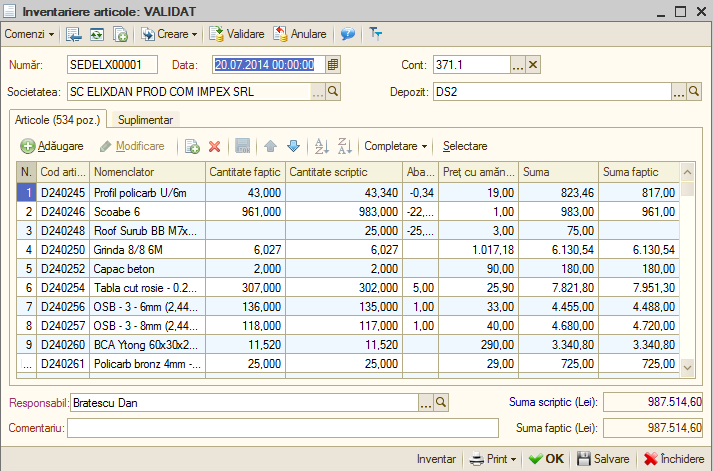 Inventariere articole: VALIDAT
Comenzi Creare Validare Anulare
Număr: SEDELX00001 Data: 20.07.2014 00:00:00 Cont: 371.1 ...
Societatea: SC ELIXDAN PROD COM IMPEX SRL ... Depozit: DS2 ...
Articole (534 poz.) Suplimentar
Adăugare Modificare Completare Selectare
N. Cod arti... Nomenclator Cantitate faptic Cantitate scriptic Aba... Preț cu amăn... Suma Suma faptic
1 D240245 Profil policarb U/6m 43,000 43,340 -0,34 19,00 823,46 817,00
2 D240246 Scoabe 6 961,000 983,000 -22,... 1,00 983,00 961,00
3 D240248 Roof Surub BB M7x... 25,000 -25,... 3,00 75,00
4 D240250 Grinda 8/8 6M 6,027 6,027 1.017,18 6.130,54 6.130,54
5 D240252 Capac beton 2,000 2,000 90,00 180,00 180,00
6 D240254 Tabla cut rosie - 0.2... 307,000 302,000 5,00 25,90 7.821,80 7.951,30
7 D240256 OSB - 3 - 6mm (2,44... 136,000 135,000 1,00 33,00 4.455,00 4.488,00
8 D240257 OSB - 3 - 8mm (2,44... 118,000 117,000 1,00 40,00 4.680,00 4.720,00
9 D240260 BCA Ytong 60x30x2... 11,520 11,520 290,00 3.340,80 3.340,80
... D240261 Policarb bronz 4mm -... 25,000 25,000 29,00 725,00 725,00
Responsabil: Bratescu Dan ... Suma scriptic (Lei): 987.514,60
Comentariu: Suma faptic (Lei): 987.514,60
Inventar Print OK Salvare Închidere